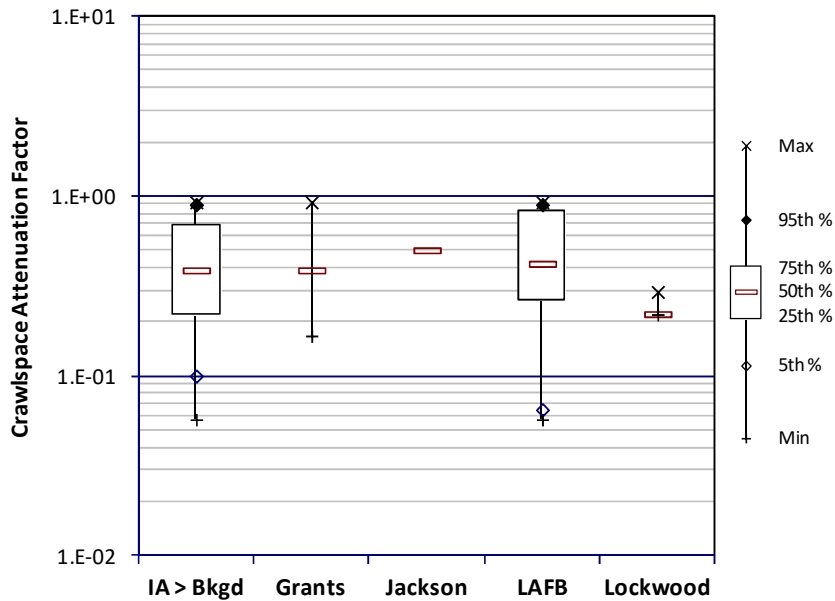 1.E+01
1.E+00
1.E-01
1.E-02
Crawlspace Attenuation Factor
IA > Bkgd
Grants
Jackson
LAFB
Lockwood
Max
95th %
75th %
50th %
25th %
5th %
Min